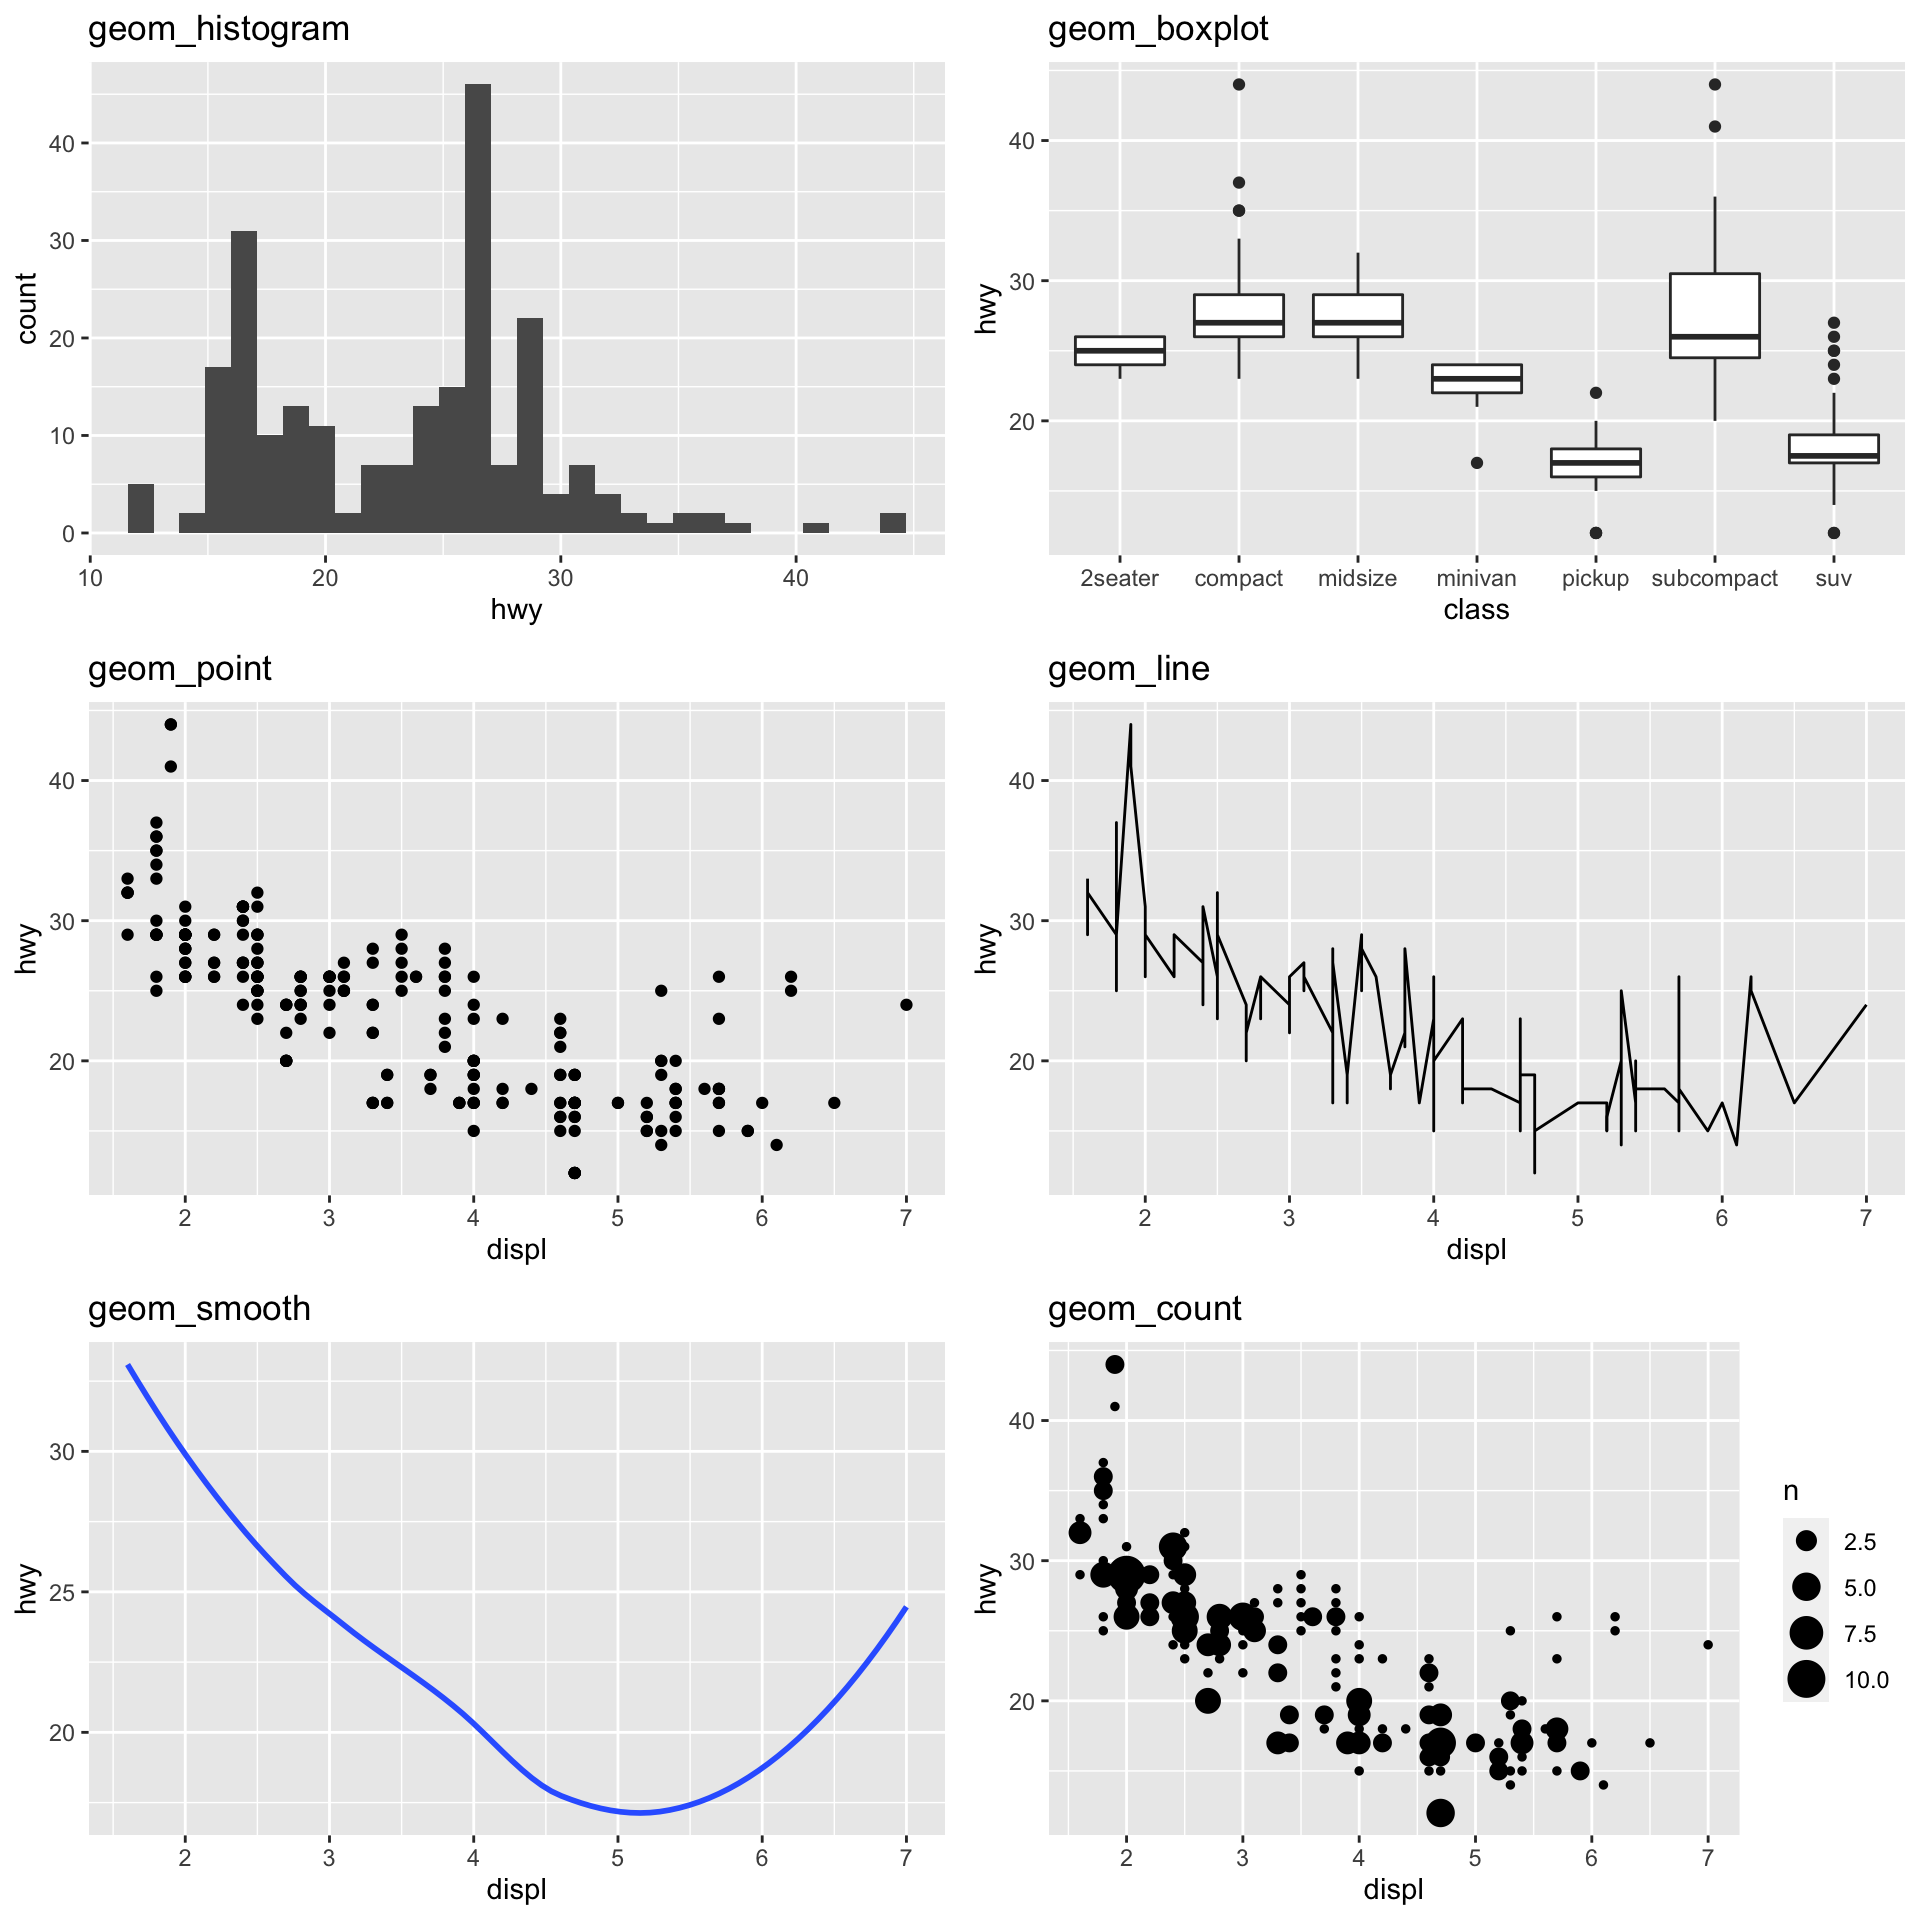 geom_histogram
count
40
30
20
10
0
10 20 30 40
hwy
geom_boxplot
hwy
40
30
20
2seater compact midsize minivan pickup subcompact suv
class
geom_point
hwy
40
30
20
2 3 4 5 6 7
displ
geom_line
hwy
40
30
20
2 3 4 5 6 7
displ
geom_smooth
hwy
30
25
20
2 3 4 5 6 7
displ
geom_count
hwy
40
30
20
2 3 4 5 6 7
displ
n
2.5
5.0
7.5
10.0